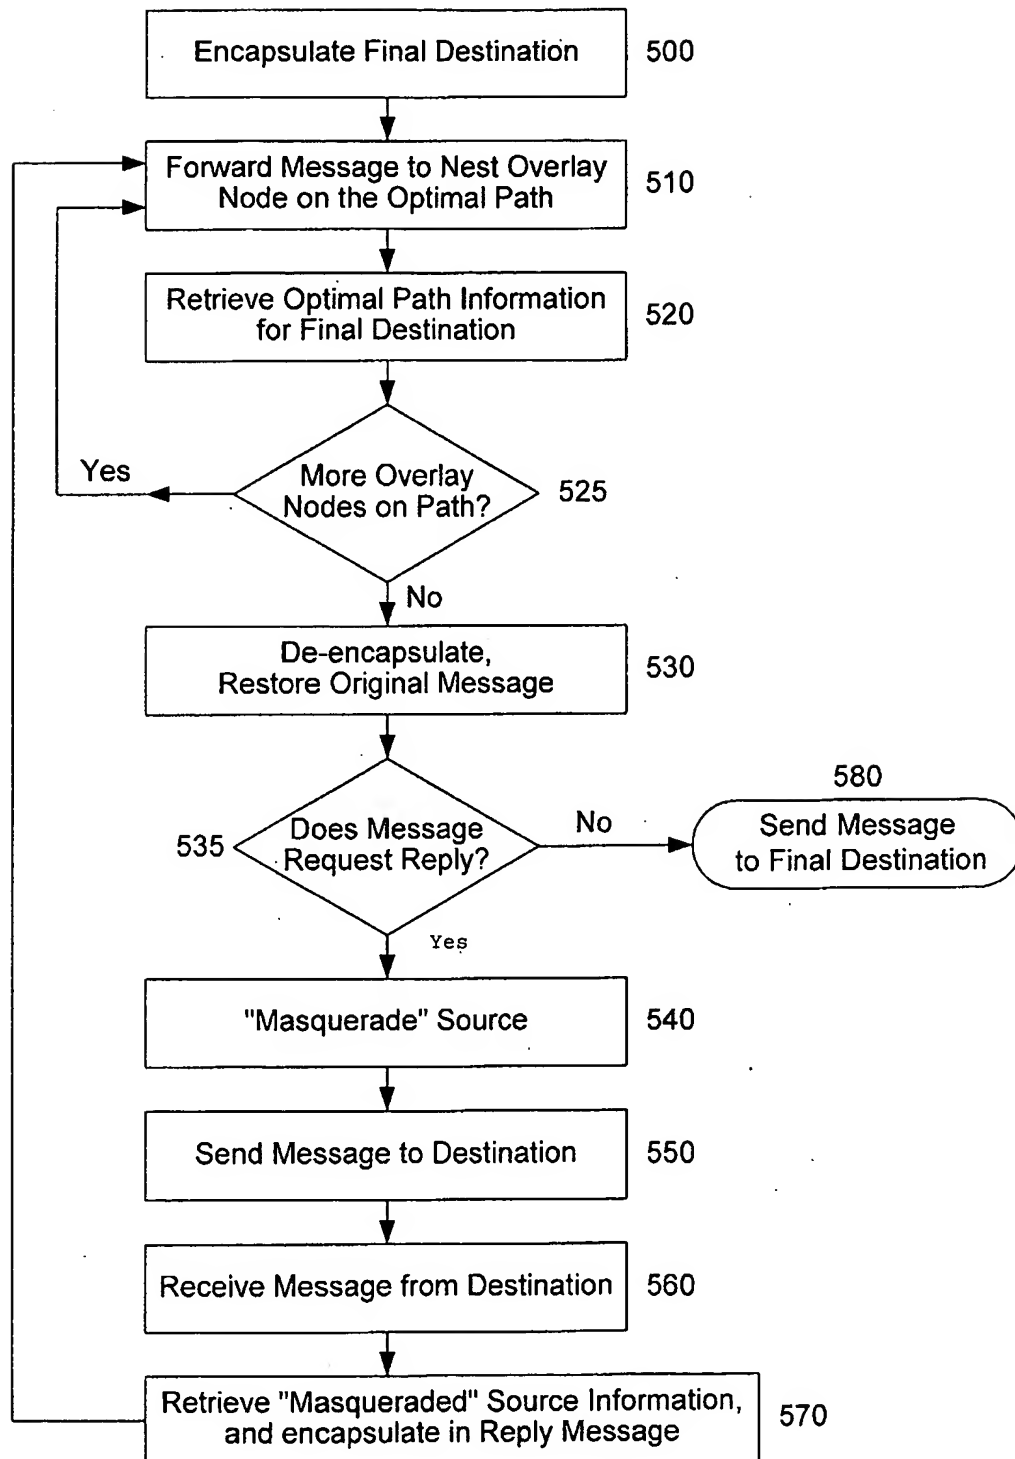 Encapsulate Final Destination
500
Forward Message to Nest Overlay
Node on the Optimal Path
510
Retrieve Optimal Path Information
for Final Destination
520
More Overlay
Nodes on Path?
525
Yes
No
De-encapsulate,
Restore Original Message
530
Does Message
Request Reply?
535
No
580
Send Message
to Final Destination
Yes
"Masquerade" Source
540
Send Message to Destination
550
Receive Message from Destination
560
Retrieve "Masqueraded" Source Information,
and encapsulate in Reply Message
570